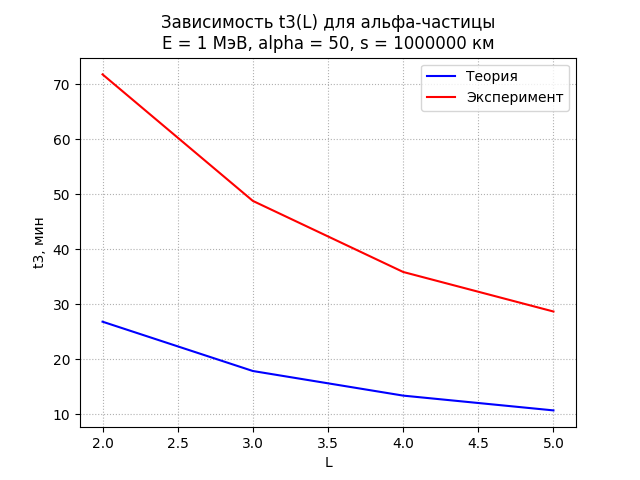 Зависимость t3(L) для альфа-частицы
E = 1 МэВ, alpha = 50, s = 1000000 км
Теория
Эксперимент
t3, мин
70
60
50
40
30
20
10
2.0 2.5 3.0 3.5 4.0 4.5 5.0
L